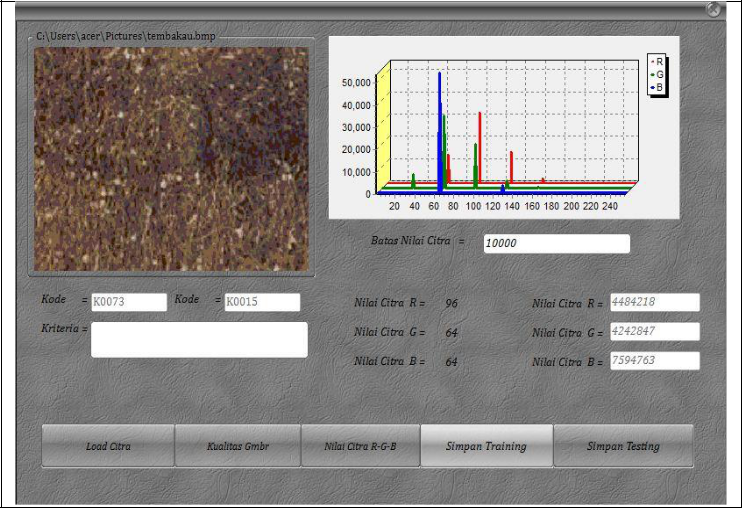 C:\Users\acer\Pictures\tembakau.bmp
R
G
B
50,000
40,000
30,000
20,000
10,000
0
20 40 60 80 100 120 140 160 180 200 220 240
Batas Nilai Citra = 10000
Kode = K0073 Kode = K0015
Kriteria =
Nilai Citra R = 96 Nilai Citra R = 4484218
Nilai Citra G = 64 Nilai Citra G = 4242847
Nilai Citra B = 64 Nilai Citra B = 7594763
Load Citra Kualitas Gmbr Nilai Citra R-G-B Simpan Training Simpan Testing